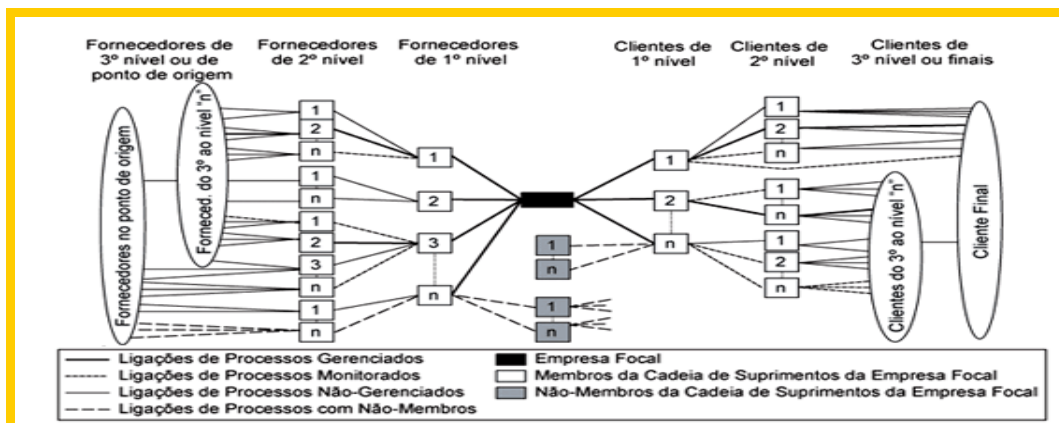 Fornecedores de
3º nível ou de
ponto de origem
Fornecedores
de 2º nível
Fornecedores
de 1º nível
Clientes de
1º nível
Clientes de
2º nível
Clientes de
3º nível ou finais
Fornecedores no ponto de origem
Forneced. do 3º ao nível "n"
1
2
n
1
n
1
2
3
n
1
n
1
2
3
n
1
n
1
n
1
2
n
1
2
n
1
n
1
2
n
Clientes do 3º ao nível "n"
Cliente Final
Ligações de Processos Gerenciados
Ligações de Processos Monitorados
Ligações de Processos Não-Gerenciados
Ligações de Processos com Não-Membros
Empresa Focal
Membros da Cadeia de Suprimentos da Empresa Focal
Não-Membros da Cadeia de Suprimentos da Empresa Focal